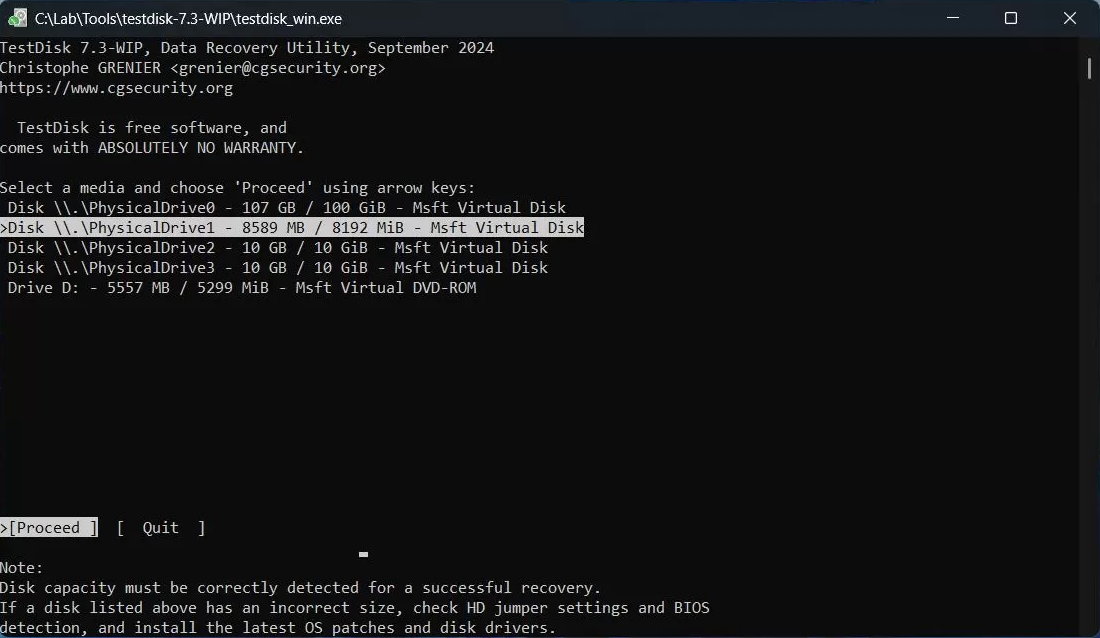 C:\Lab\Tools\testdisk-7.3-WIP\testdisk_win.exe
TestDisk 7.3-WIP, Data Recovery Utility, September 2024
Christophe GRENIER <grenier@cgsecurity.org>
https://www.cgsecurity.org
TestDisk is free software, and
comes with ABSOLUTELY NO WARRANTY.
Select a media and choose 'Proceed' using arrow keys:
Disk \\.\PhysicalDrive0 - 107 GB / 100 GiB - Msft Virtual Disk
>Disk \\.\PhysicalDrive1 - 8589 MB / 8192 MiB - Msft Virtual Disk
Disk \\.\PhysicalDrive2 - 10 GB / 10 GiB - Msft Virtual Disk
Disk \\.\PhysicalDrive3 - 10 GB / 10 GiB - Msft Virtual Disk
Drive D: - 5557 MB / 5299 MiB - Msft Virtual DVD-ROM
>[Proceed ]  [  Quit  ]
Note:
Disk capacity must be correctly detected for a successful recovery.
If a disk listed above has an incorrect size, check HD jumper settings and BIOS
detection, and install the latest OS patches and disk drivers.